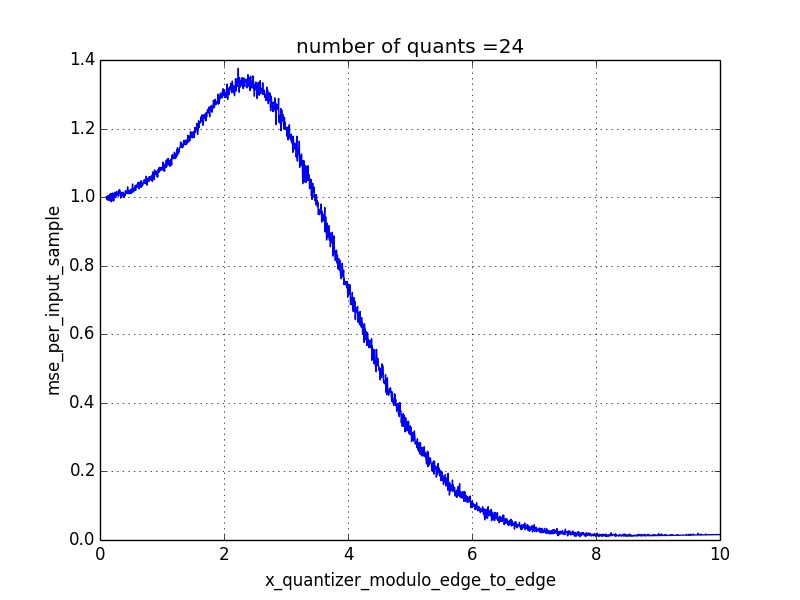 number of quants =24
1.4
1.2
1.0
0.8
0.6
0.4
0.2
0.0
mse_per_input_sample
0 2 4 6 8 10
x_quantizer_modulo_edge_to_edge